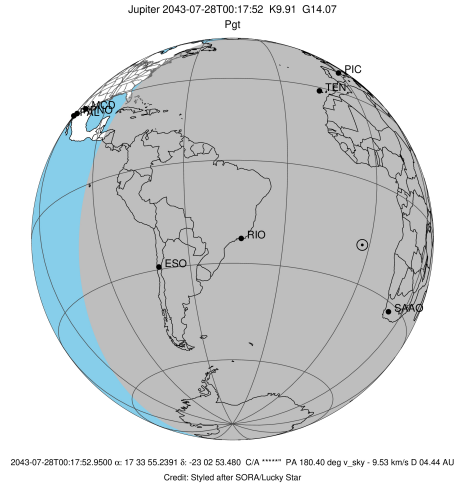 Jupiter 2043-07-28T00:17:52  K9.91  G14.07
Pgt
PIC
TEN
MCD
RIO
ESO
SAAO
2043-07-28T00:17:52.9500 α: 17 33 55.2391 δ: -23 02 53.480  C/A *****"  PA 180.40 deg v_sky - 9.53 km/s D 04.44 AU
Credit: Styled after SORA/Lucky Star